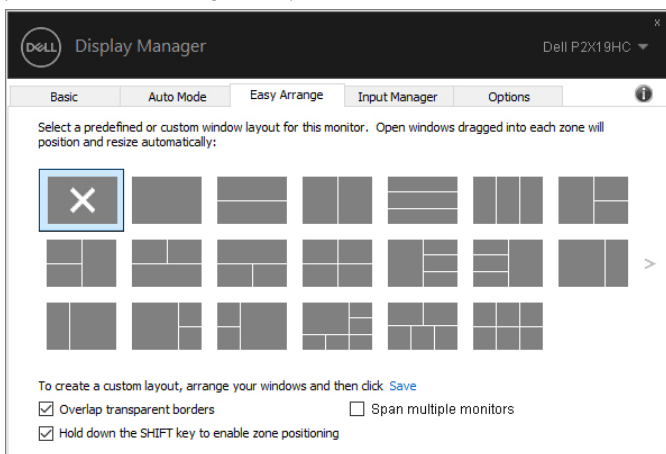 x
DELL Display Manager Dell P2X19HC
Basic Auto Mode Easy Arrange Input Manager Options i
Select a predefined or custom window layout for this monitor. Open windows dragged into each zone will
position and resize automatically:
>
To create a custom layout, arrange your windows and then click Save
Overlap transparent borders Span multiple monitors
Hold down the SHIFT key to enable zone positioning